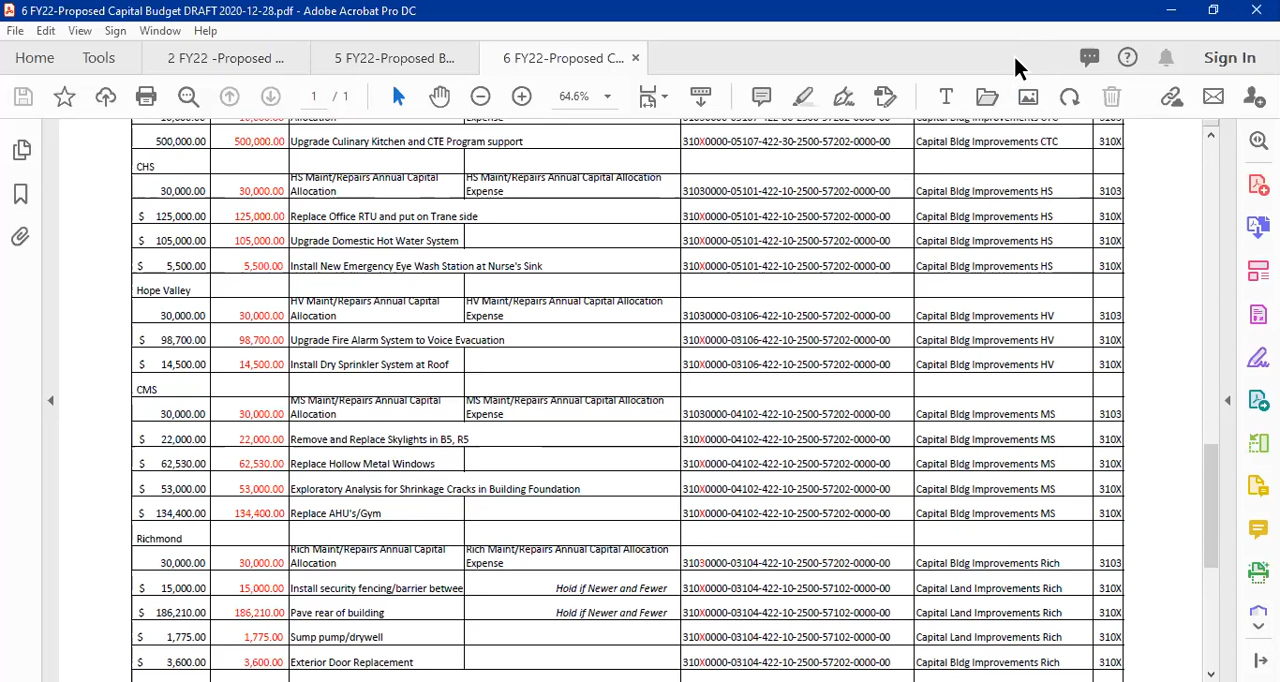 6 FY22-Proposed Capital Budget DRAFT 2020-12-28.pdf - Adobe Acrobat Pro DC
File Edit View Sign Window Help
Home Tools 2 FY22 -Proposed ... 5 FY22-Proposed B... 6 FY22-Proposed C... × Sign In
1 / 1 64.6%
500,000.00 500,000.00 Upgrade Culinary Kitchen and CTE Program support 310X0000-05107-422-30-2500-57202-0000-00 Capital Bldg Improvements CTC 310X
CHS
HS Maint/Repairs Annual Capital HS Maint/Repairs Annual Capital Allocation
30,000.00 30,000.00 Allocation Expense 31030000-05101-422-10-2500-57202-0000-00 Capital Bldg Improvements HS 3103
$ 125,000.00 125,000.00 Replace Office RTU and put on Trane side 310X0000-05101-422-10-2500-57202-0000-00 Capital Bldg Improvements HS 310X
$ 105,000.00 105,000.00 Upgrade Domestic Hot Water System 310X0000-05101-422-10-2500-57202-0000-00 Capital Bldg Improvements HS 310X
$ 5,500.00 5,500.00 Install New Emergency Eye Wash Station at Nurse's Sink 310X0000-05101-422-10-2500-57202-0000-00 Capital Bldg Improvements HS 310X
Hope Valley
HV Maint/Repairs Annual Capital HV Maint/Repairs Annual Capital Allocation
30,000.00 30,000.00 Allocation Expense 31030000-03106-422-10-2500-57202-0000-00 Capital Bldg Improvements HV 3103
$ 98,700.00 98,700.00 Upgrade Fire Alarm System to Voice Evacuation 310X0000-03106-422-10-2500-57202-0000-00 Capital Bldg Improvements HV 310X
$ 14,500.00 14,500.00 Install Dry Sprinkler System at Roof 310X0000-03106-422-10-2500-57202-0000-00 Capital Bldg Improvements HV 310X
CMS
MS Maint/Repairs Annual Capital MS Maint/Repairs Annual Capital Allocation
30,000.00 30,000.00 Allocation Expense 31030000-04102-422-10-2500-57202-0000-00 Capital Bldg Improvements MS 3103
$ 22,000.00 22,000.00 Remove and Replace Skylights in B5, R5 310X0000-04102-422-10-2500-57202-0000-00 Capital Bldg Improvements MS 310X
$ 62,530.00 62,530.00 Replace Hollow Metal Windows 310X0000-04102-422-10-2500-57202-0000-00 Capital Bldg Improvements MS 310X
$ 53,000.00 53,000.00 Exploratory Analysis for Shrinkage Cracks in Building Foundation 310X0000-04102-422-10-2500-57202-0000-00 Capital Bldg Improvements MS 310X
$ 134,400.00 134,400.00 Replace AHU's/Gym 310X0000-04102-422-10-2500-57202-0000-00 Capital Bldg Improvements MS 310X
Richmond
Rich Maint/Repairs Annual Capital Rich Maint/Repairs Annual Capital Allocation
30,000.00 30,000.00 Allocation Expense 31030000-03104-422-10-2500-57202-0000-00 Capital Bldg Improvements Rich 3103
$ 15,000.00 15,000.00 Install security fencing/barrier betwee Hold if Newer and Fewer 310X0000-03104-422-10-2500-57102-0000-00 Capital Land Improvements Rich 310X
$ 186,210.00 186,210.00 Pave rear of building Hold if Newer and Fewer 310X0000-03104-422-10-2500-57102-0000-00 Capital Land Improvements Rich 310X
$ 1,775.00 1,775.00 Sump pump/drywell 310X0000-03104-422-10-2500-57102-0000-00 Capital Land Improvements Rich 310X
$ 3,600.00 3,600.00 Exterior Door Replacement 310X0000-03104-422-10-2500-57202-0000-00 Capital Bldg Improvements Rich 310X